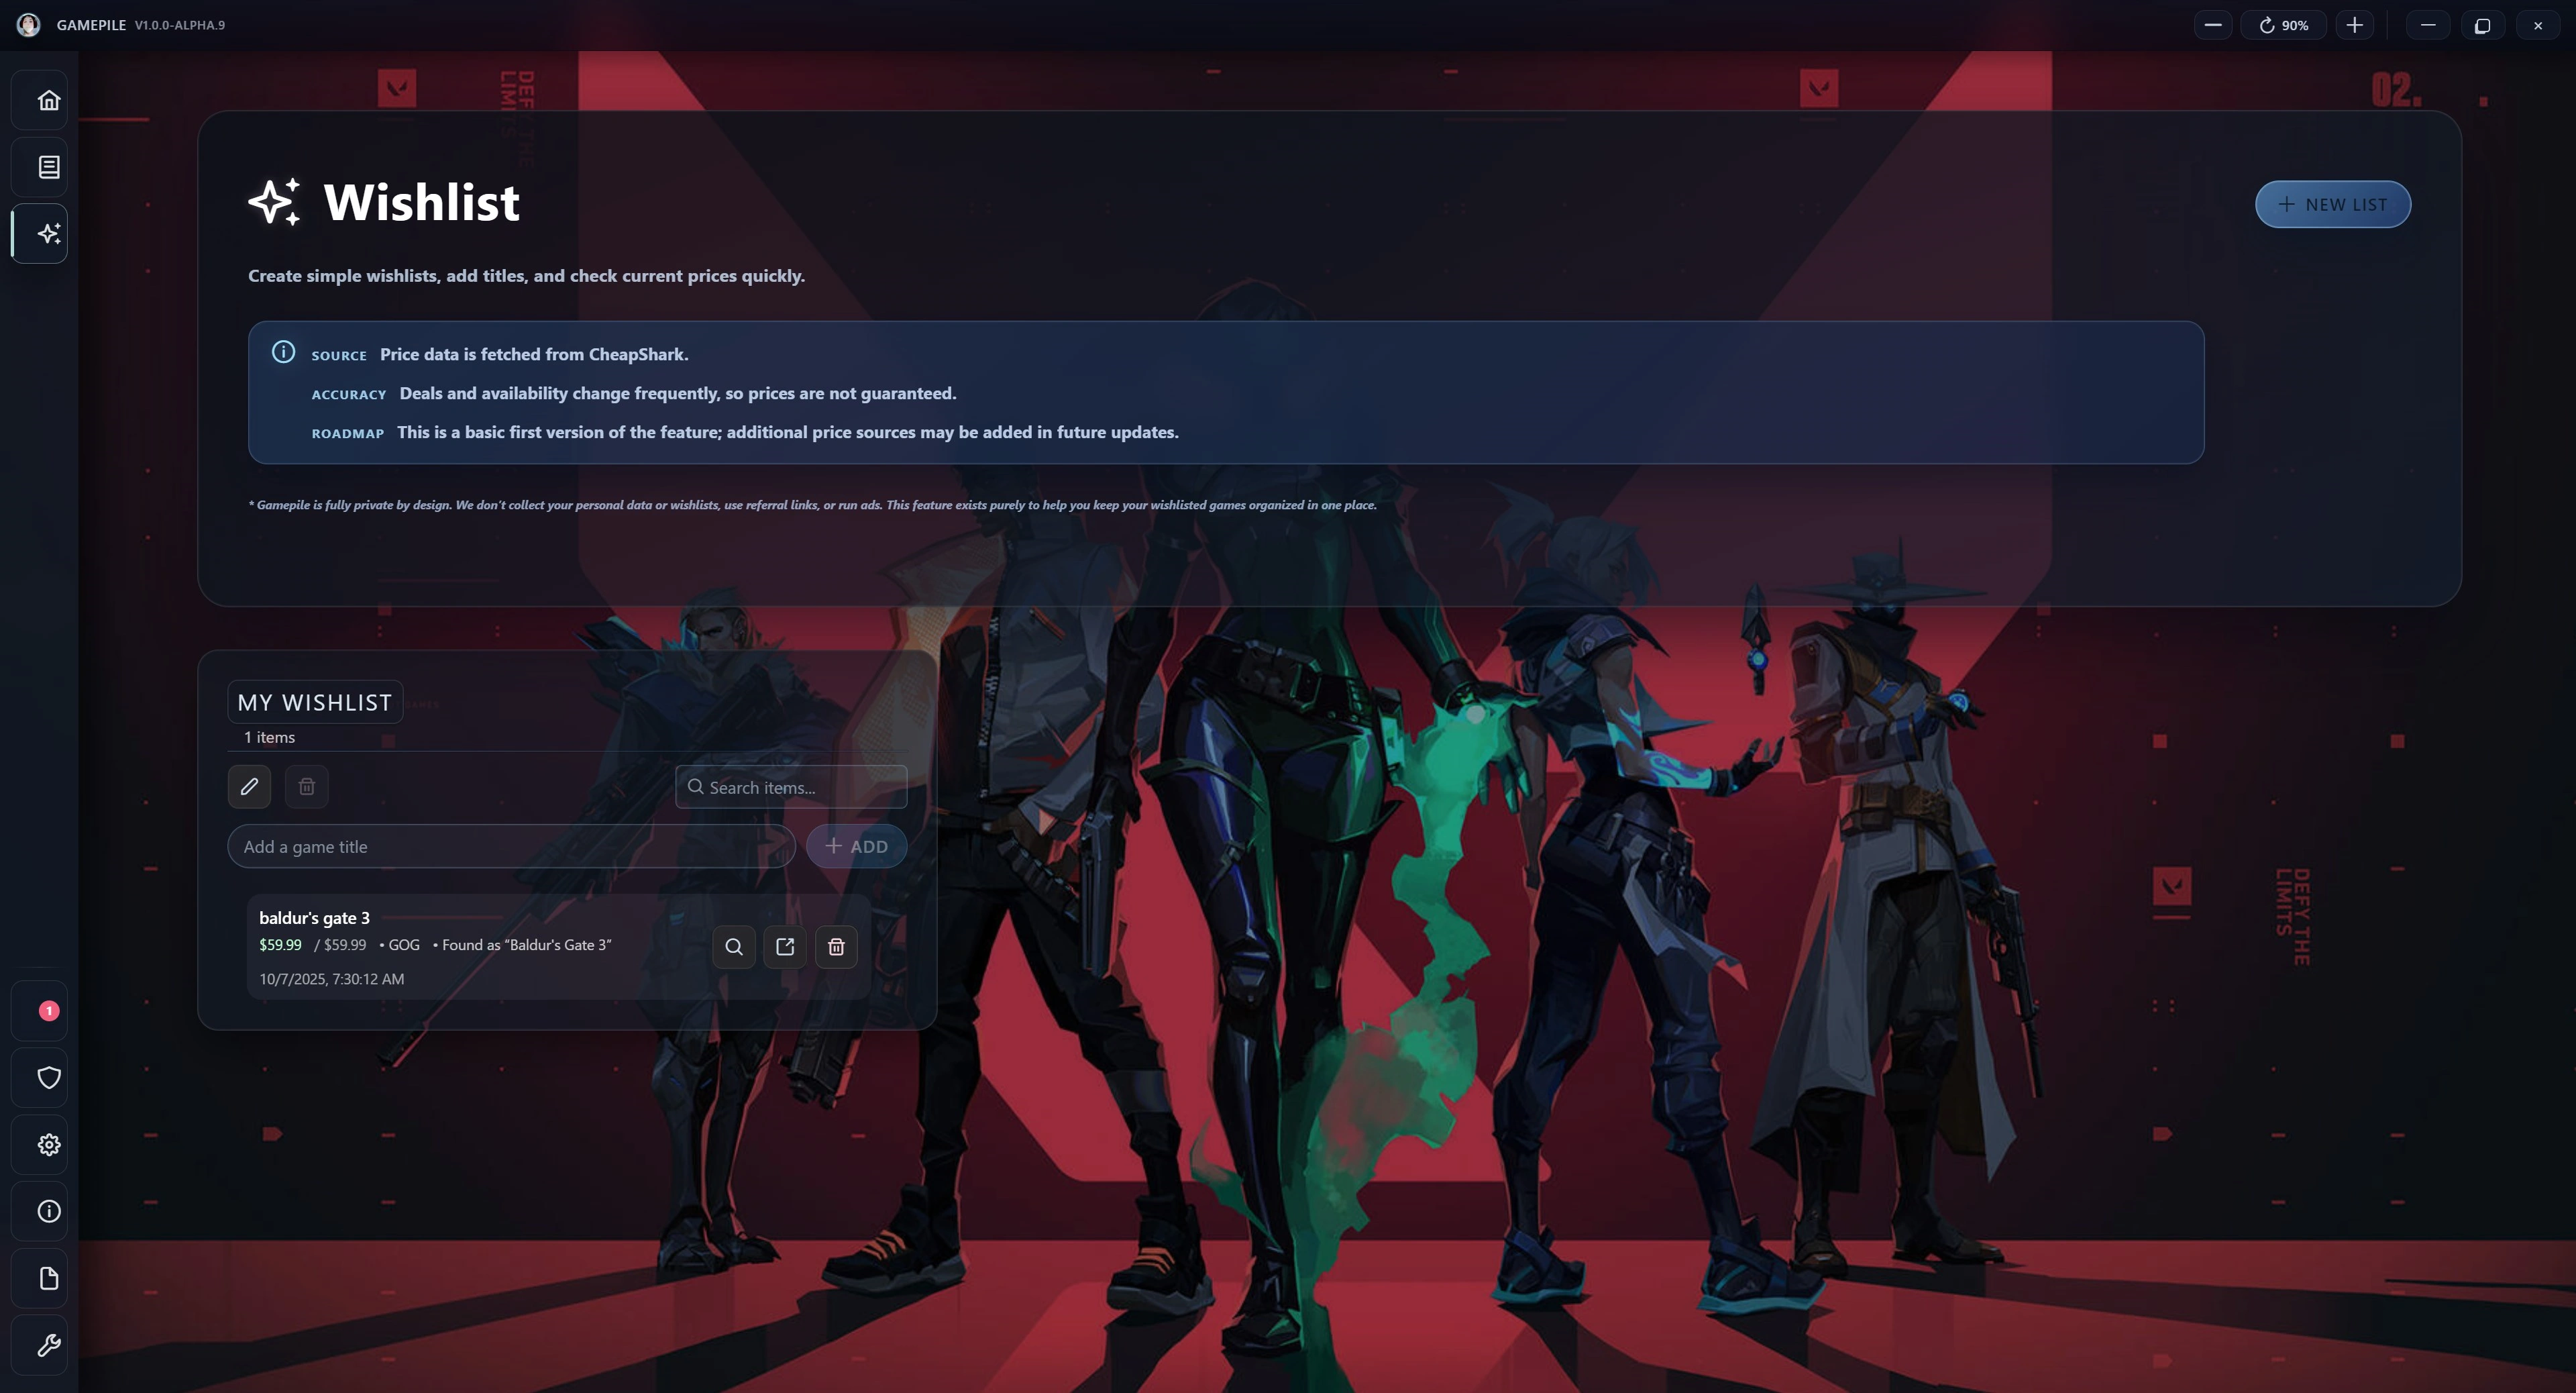 GAMEPILE V1.0.0-ALPHA.9
90%
02.
DEFY THE
LIMITS
Wishlist
+ NEW LIST
Create simple wishlists, add titles, and check current prices quickly.
SOURCE Price data is fetched from CheapShark.
ACCURACY Deals and availability change frequently, so prices are not guaranteed.
ROADMAP This is a basic first version of the feature; additional price sources may be added in future updates.
* Gamepile is fully private by design. We don't collect your personal data or wishlists, use referral links, or run ads. This feature exists purely to help you keep your wishlisted games organized in one place.
MY WISHLIST
1 items
Search items...
Add a game title
+ ADD
baldur's gate 3
$59.99 / $59.99 • GOG • Found as “Baldur's Gate 3”
10/7/2025, 7:30:12 AM
DEFY THE
LIMITS
1